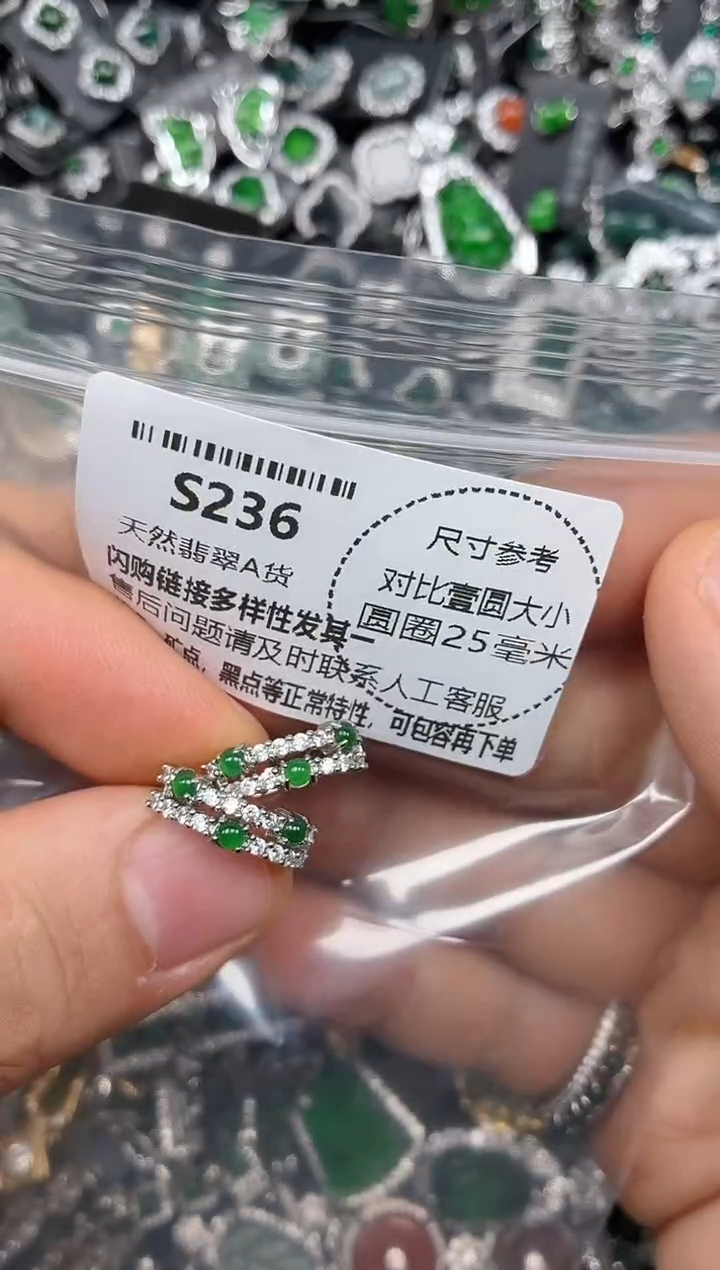 S236
天然翡翠A货
闪购链接多样性发其一
售后问题请及时联系人工客服
矿点，黑点等正常特性，可包容再下单
尺寸参考
对比壹圆大小
圆圈25毫米